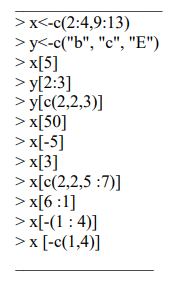 > x<-c(2:4,9:13)
> y<-c("b", "c", "E")
> x[5]
> y[2:3]
> y[c(2,2,3)]
> x[50]
> x[-5]
> x[3]
> x[c(2,2,5 :7)]
> x[6 :1]
> x[-(1 : 4)]
> x [-c(1,4)]